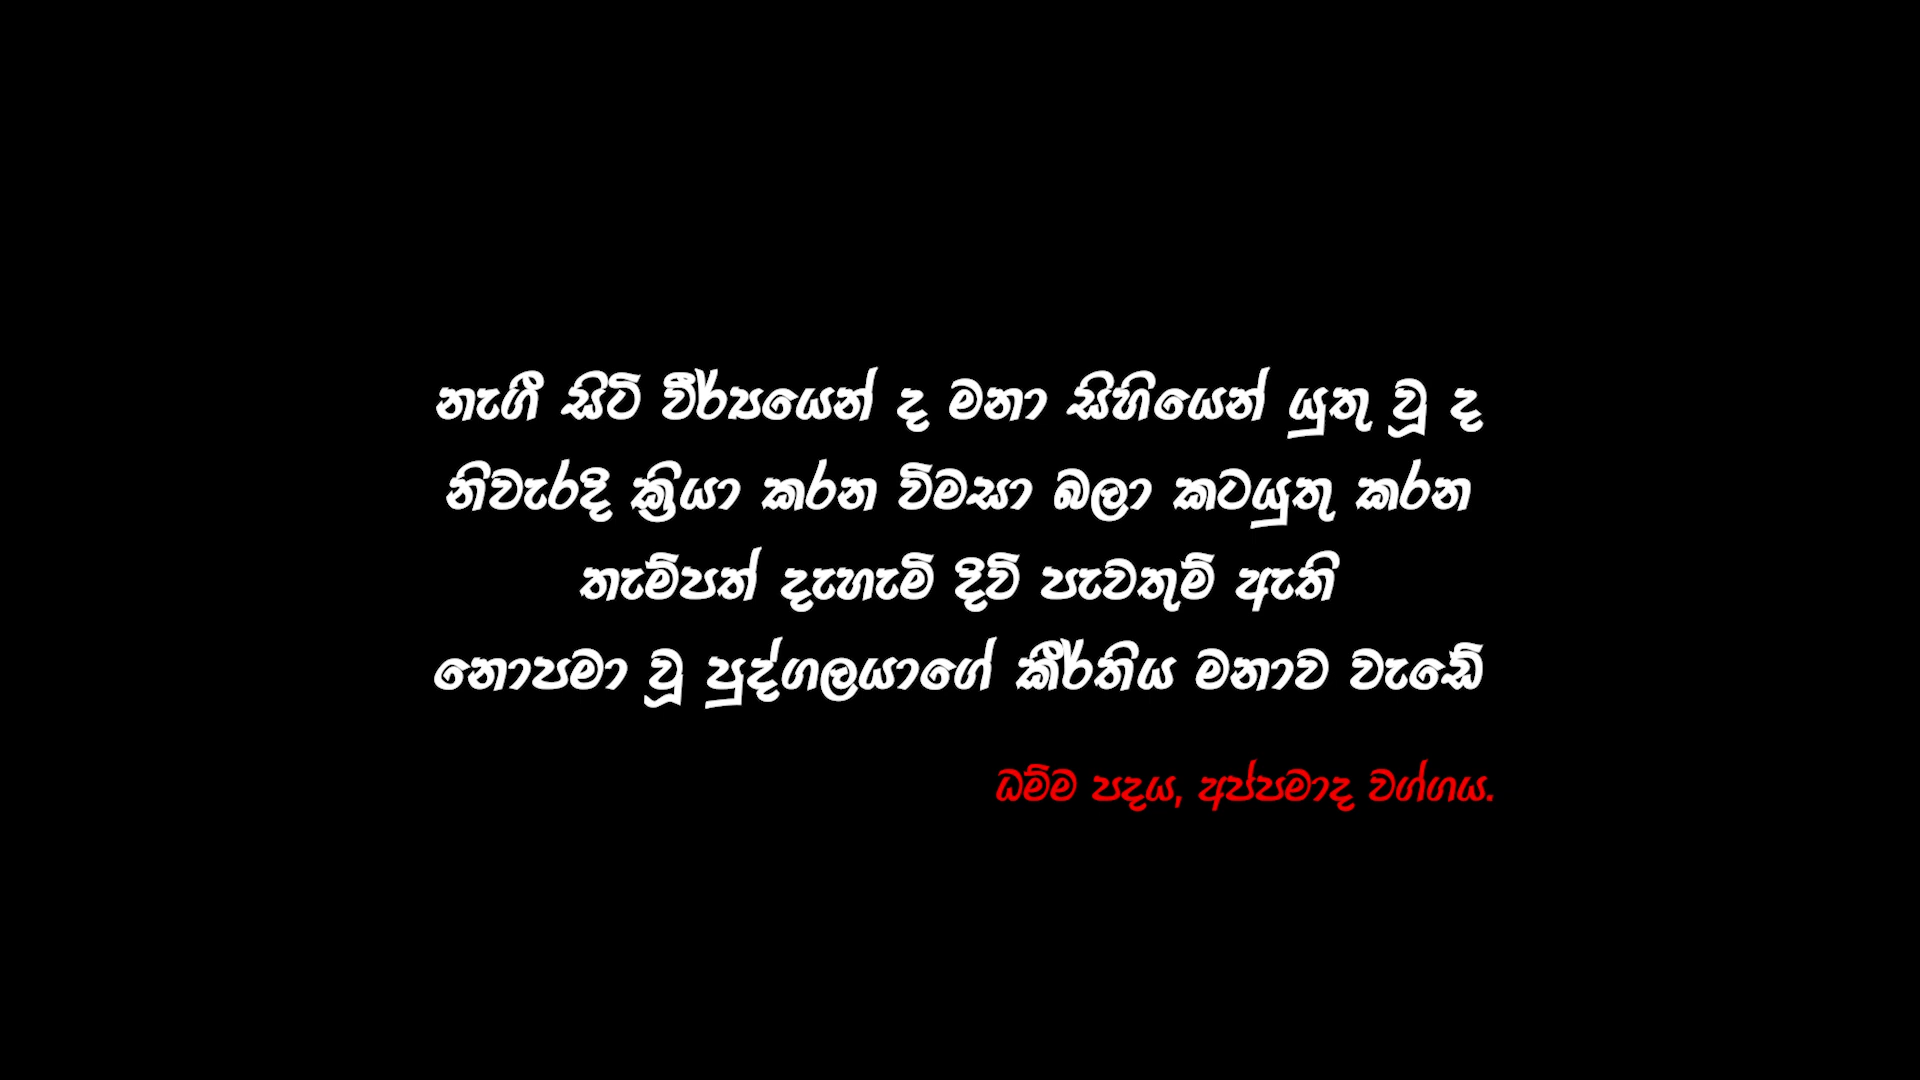 නැගී සිටි වීර්යයෙන් ද මනා සිහියෙන් යුතු වූ ද
නිවැරදි ක්‍රියා කරන විමසා බලා කටයුතු කරන
තැම්පත් දැහැමි දිවි පැවතුම් ඇති
නොපමා වූ පුද්ගලයාගේ කීර්තිය මනාව වැඩේ
ධම්ම පදය, අප්පමාද වග්ගය.